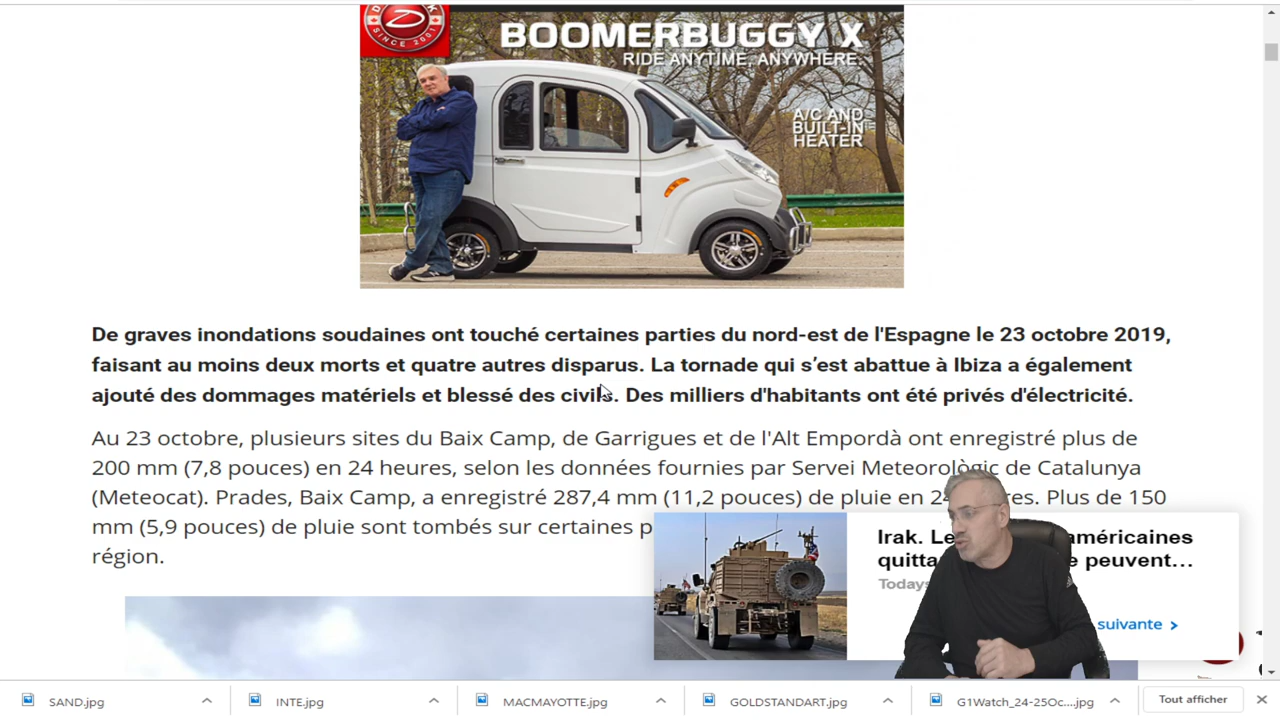 SINCE 2001
BOOMERBUGGY X
RIDE ANYTIME, ANYWHERE.
A/C AND
BUILT-IN
HEATER
De graves inondations soudaines ont touché certaines parties du nord-est de l'Espagne le 23 octobre 2019,
faisant au moins deux morts et quatre autres disparus. La tornade qui s’est abattue à Ibiza a également
ajouté des dommages matériels et blessé des civils. Des milliers d'habitants ont été privés d'électricité.
Au 23 octobre, plusieurs sites du Baix Camp, de Garrigues et de l'Alt Empordà ont enregistré plus de
200 mm (7,8 pouces) en 24 heures, selon les données fournies par Servei Meteorològic de Catalunya
(Meteocat). Prades, Baix Camp, a enregistré 287,4 mm (11,2 pouces) de pluie en Plus de 150
mm (5,9 pouces) de pluie sont tombés sur certaines
région.
Irak. américaines
peuvent…
suivante >
SAND.jpg
INTE.jpg
MACMAYOTTE.jpg
GOLDSTANDART.jpg
G1Watch_24-25Oc....jpg
Tout afficher